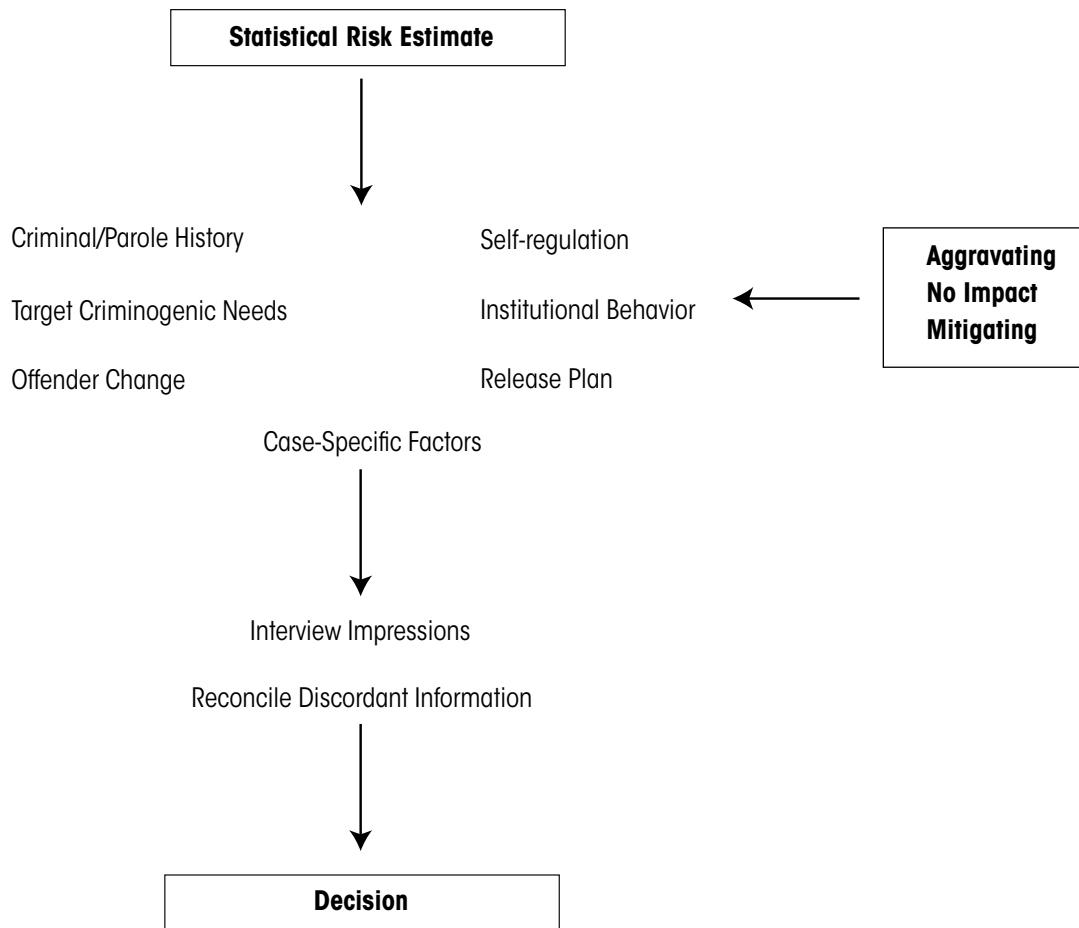 Statistical Risk Estimate
Criminal/Parole History
Self-regulation
Target Criminogenic Needs
Institutional Behavior
Offender Change
Release Plan
Aggravating
No Impact
Mitigating
Case-Specific Factors
Interview Impressions
Reconcile Discordant Information
Decision